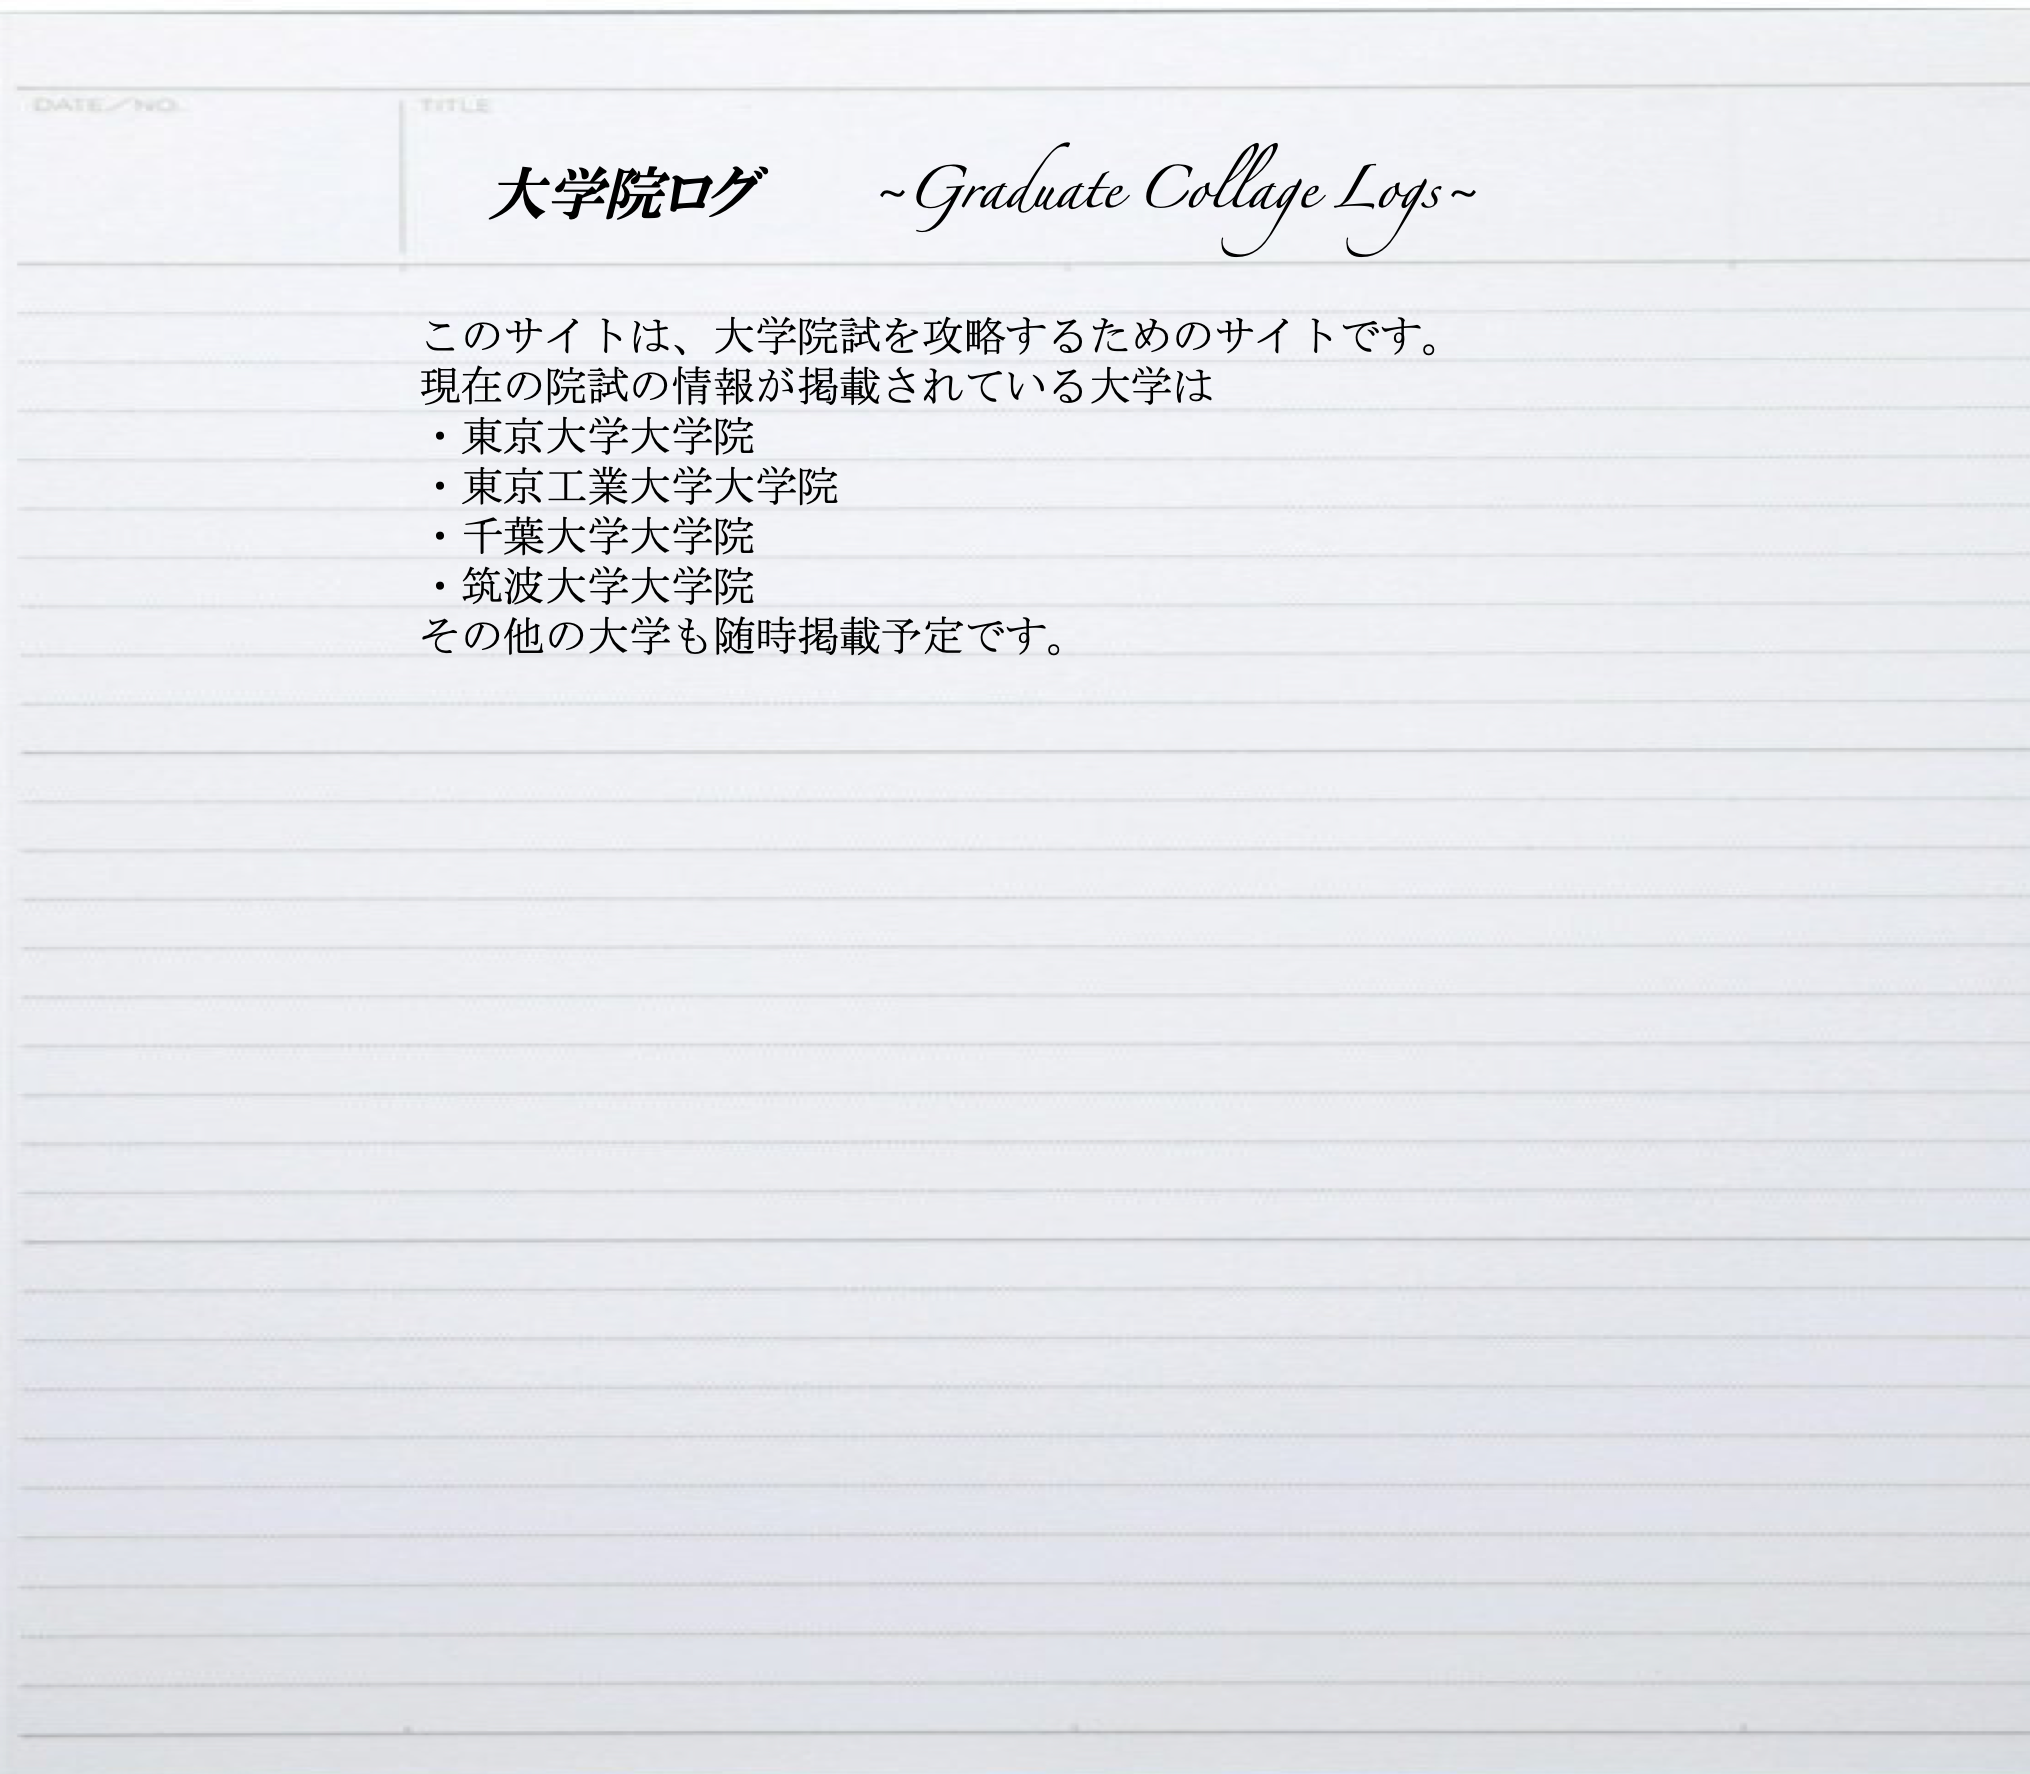 DATE／NO.
TITLE
大学院ログ ~Graduate Collage Logs~
このサイトは、大学院試を攻略するためのサイトです。
現在の院試の情報が掲載されている大学は
・東京大学大学院
・東京工業大学大学院
・千葉大学大学院
・筑波大学大学院
その他の大学も随時掲載予定です。